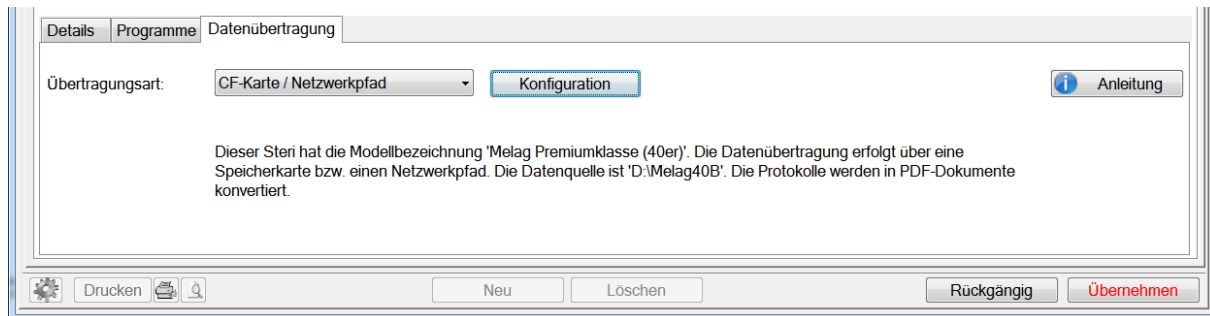 Details Programme Datenübertragung
Übertragungsart: CF-Karte / Netzwerkpfad Konfiguration Anleitung
Dieser Steri hat die Modellbezeichnung 'Melag Premiumklasse (40er)'. Die Datenübertragung erfolgt über eine
Speicherkarte bzw. einen Netzwerkpfad. Die Datenquelle ist 'D:\Melag40B'. Die Protokolle werden in PDF-Dokumente
konvertiert.
Drucken Neu Löschen Rückgängig Übernehmen